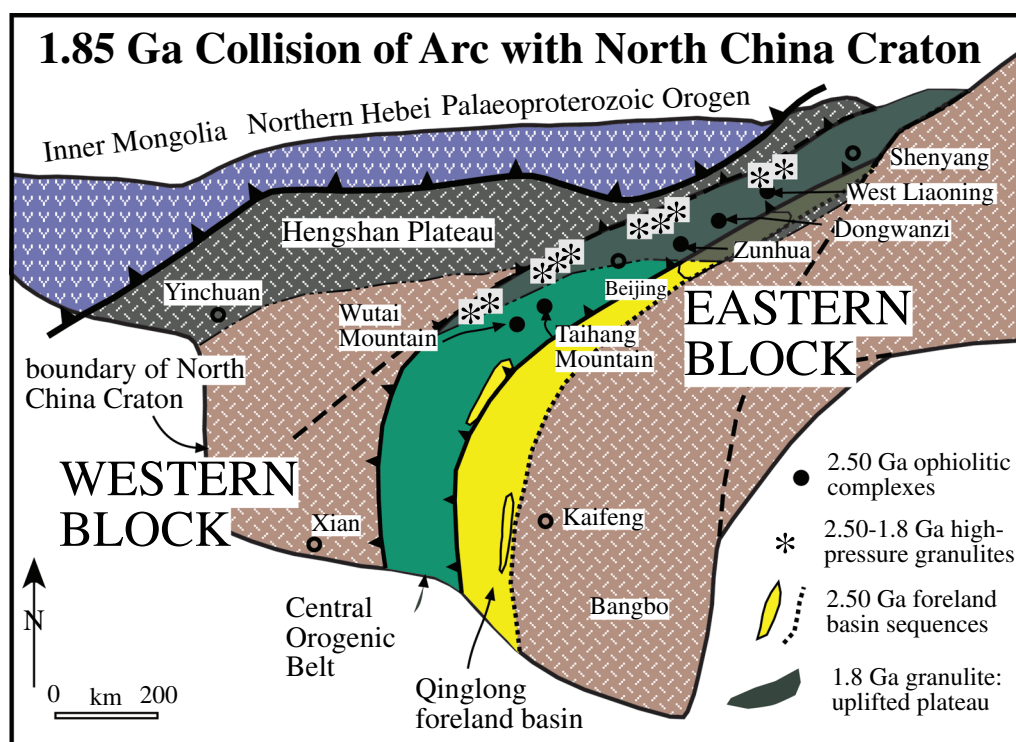 1.85 Ga Collision of Arc with North China Craton
Inner Mongolia Northern Hebei Palaeoproterozoic Orogen
Shenyang
West Liaoning
Dongwanzi
Zunhua
Hengshan Plateau
Yinchuan
Beijing
Wutai
Mountain
Taihang
Mountain
EASTERN
BLOCK
boundary of North
China Craton
WESTERN
BLOCK
Xian
Kaifeng
Bangbo
Central
Orogenic
Belt
Qinglong
foreland basin
N
0 km 200
2.50 Ga ophiolitic
complexes
2.50-1.8 Ga high-
pressure granulites
2.50 Ga foreland
basin sequences
1.8 Ga granulite:
uplifted plateau